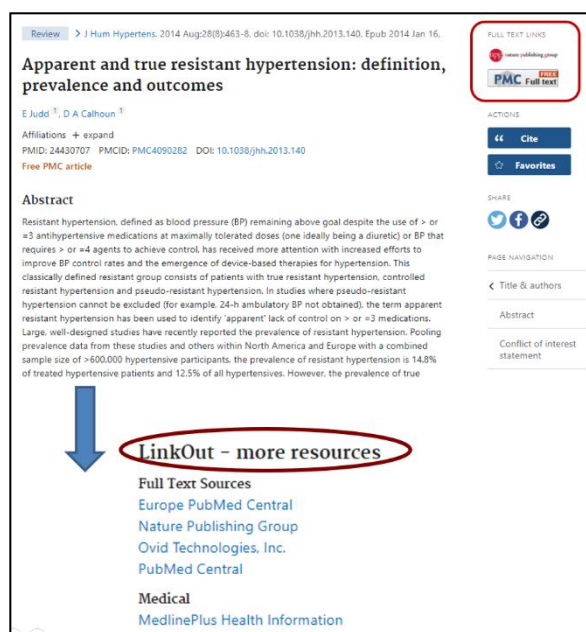 Review > J Hum Hypertens. 2014 Aug;28(8):463-8. doi: 10.1038/jhh.2013.140. Epub 2014 Jan 16.
Apparent and true resistant hypertension: definition,
prevalence and outcomes
E Judd 1, D A Calhoun 1
Affiliations + expand
PMID: 24430707 PMCID: PMC4090282 DOI: 10.1038/jhh.2013.140
Free PMC article
Abstract
Resistant hypertension, defined as blood pressure (BP) remaining above goal despite the use of > or
=3 antihypertensive medications at maximally tolerated doses (one ideally being a diuretic) or BP that
requires > or =4 agents to achieve control, has received more attention with increased efforts to
improve BP control rates and the emergence of device-based therapies for hypertension. This
classically defined resistant group consists of patients with true resistant hypertension, controlled
resistant hypertension and pseudo-resistant hypertension. In studies where pseudo-resistant
hypertension cannot be excluded (for example, 24-h ambulatory BP not obtained), the term apparent
resistant hypertension has been used to identify 'apparent' lack of control on > or =3 medications.
Large, well-designed studies have recently reported the prevalence of resistant hypertension. Pooling
prevalence data from these studies and others within North America and Europe with a combined
sample size of >600,000 hypertensive participants, the prevalence of resistant hypertension is 14.8%
of treated hypertensive patients and 12.5% of all hypertensives. However, the prevalence of true
FULL TEXT LINKS
npg nature publishing group
PMC FREE Full text
ACTIONS
Cite
Favorites
SHARE
PAGE NAVIGATION
Title & authors
Abstract
Conflict of interest
statement
LinkOut - more resources
Full Text Sources
Europe PubMed Central
Nature Publishing Group
Ovid Technologies, Inc.
PubMed Central
Medical
MedlinePlus Health Information